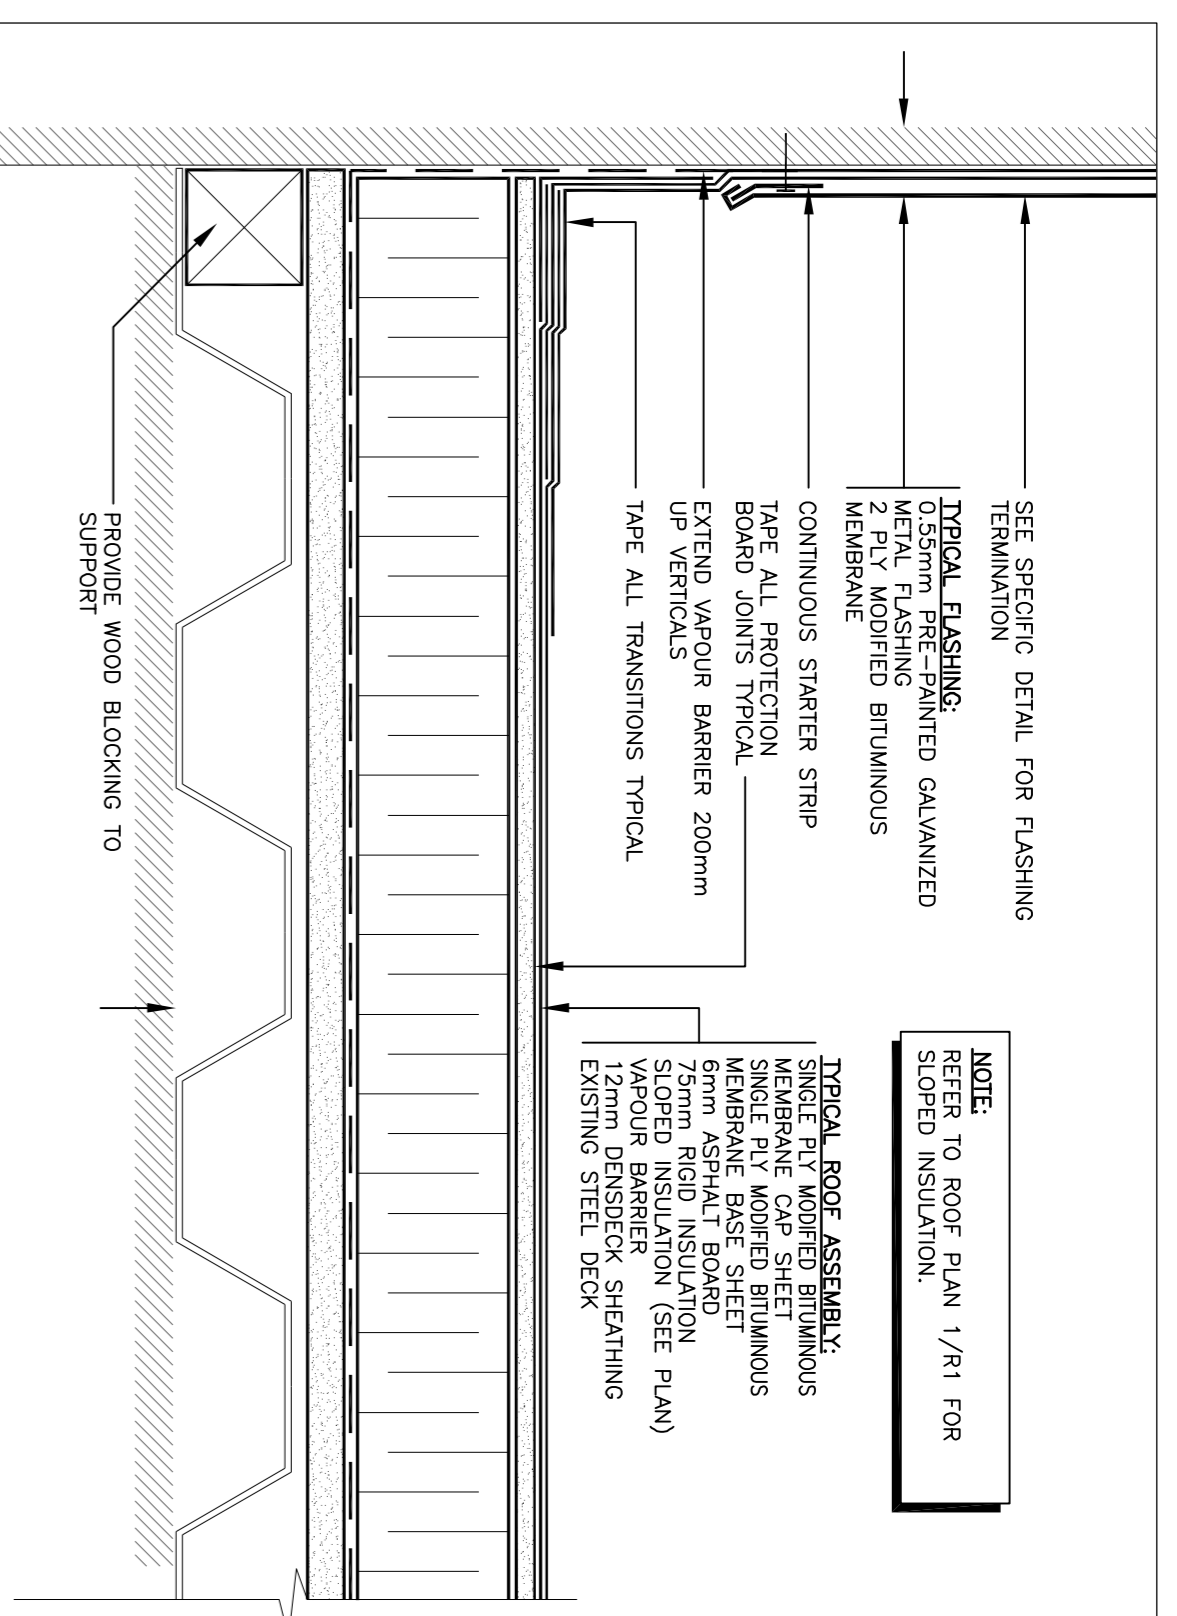 SEE SPECIFIC DETAIL FOR FLASHING
TERMINATION
TYPICAL FLASHING:
0.55mm PRE-PAINTED GALVANIZED
METAL FLASHING
2 PLY MODIFIED BITUMINOUS
MEMBRANE
CONTINUOUS STARTER STRIP
TAPE ALL PROTECTION
BOARD JOINTS TYPICAL
EXTEND VAPOUR BARRIER 200mm
UP VERTICALS
TAPE ALL TRANSITIONS TYPICAL
PROVIDE WOOD BLOCKING TO
SUPPORT
NOTE:
REFER TO ROOF PLAN 1/R1 FOR
SLOPED INSULATION.
TYPICAL ROOF ASSEMBLY:
SINGLE PLY MODIFIED BITUMINOUS
MEMBRANE CAP SHEET
SINGLE PLY MODIFIED BITUMINOUS
MEMBRANE BASE SHEET
6mm ASPHALT BOARD
75mm RIGID INSULATION
SLOPED INSULATION (SEE PLAN)
VAPOUR BARRIER
12mm DENSDECK SHEATHING
EXISTING STEEL DECK